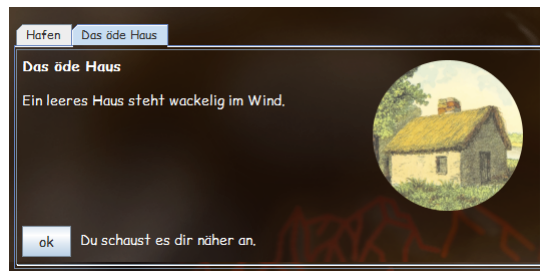 Hafen Das öde Haus
Das öde Haus
Ein leeres Haus steht wackelig im Wind.
ok Du schaust es dir näher an.